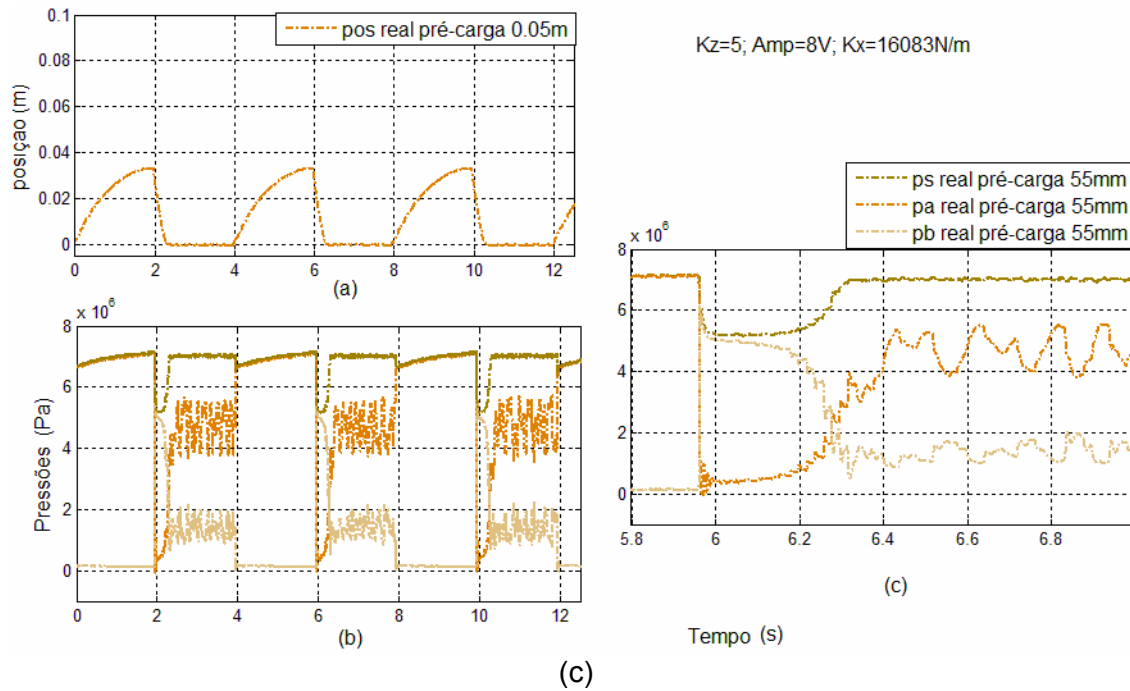 pos real pré-carga 0.05m
Kz=5; Amp=8V; Kx=16083N/m
posição (m)
0.1
0.08
0.06
0.04
0.02
0
0 2 4 6 8 10 12
(a)
x 10^6
Pressões (Pa)
8
6
4
2
0
0 2 4 6 8 10 12
(b)
ps real pré-carga 55mm
pa real pré-carga 55mm
pb real pré-carga 55mm
x 10^6
8
6
4
2
0
5.8 6 6.2 6.4 6.6 6.8
(c)
Tempo (s)
(c)